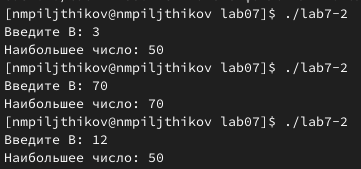 [nmpiljthikov@nmpiljthikov lab07]$ ./lab7-2
Введите В: 3
Наибольшее число: 50
[nmpiljthikov@nmpiljthikov lab07]$ ./lab7-2
Введите В: 70
Наибольшее число: 70
[nmpiljthikov@nmpiljthikov lab07]$ ./lab7-2
Введите В: 12
Наибольшее число: 50